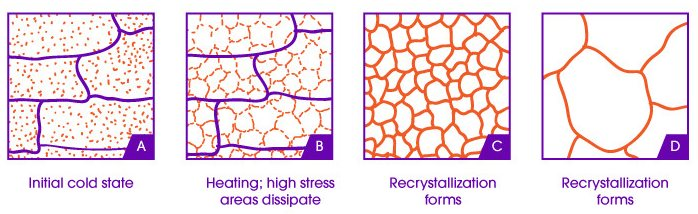 A
B
C
D
Initial cold state
Heating; high stress
areas dissipate
Recrystallization
forms
Recrystallization
forms